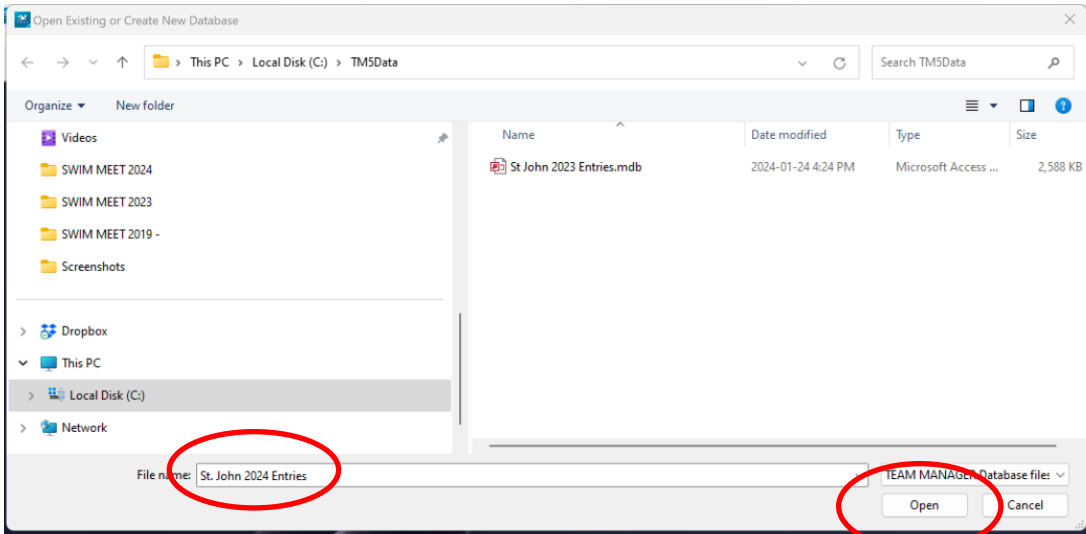 Open Existing or Create New Database
This PC > Local Disk (C:) > TM5Data
Search TM5Data
Organize New folder
Videos
SWIM MEET 2024
SWIM MEET 2023
SWIM MEET 2019 -
Screenshots
Dropbox
This PC
Local Disk (C:)
Network
Name Date modified Type Size
St John 2023 Entries.mdb 2024-01-24 4:24 PM Microsoft Access ... 2,588 KB
File name: St. John 2024 Entries TEAM MANAGER Database files
Open Cancel